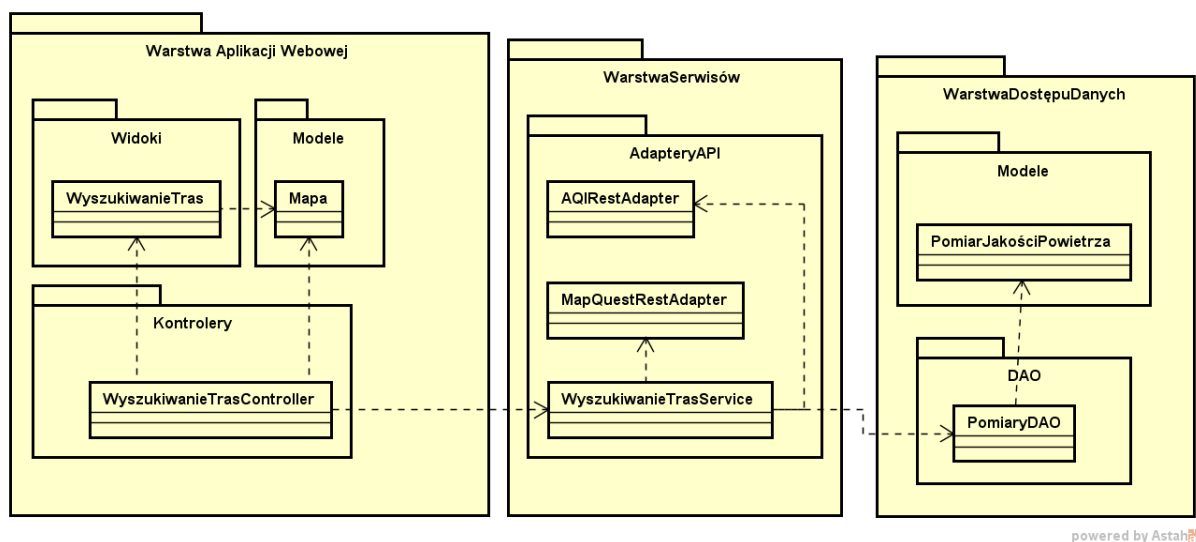 Warstwa Aplikacji Webowej
Widoki
WyszukiwanieTras
Modele
Mapa
Kontrolery
WyszukiwanieTrasController
WarstwaSerwisów
AdapteryAPI
AQIRestAdapter
MapQuestRestAdapter
WyszukiwanieTrasService
WarstwaDostępuDanych
Modele
PomiarJakościPowietrza
DAO
PomiaryDAO
powered by Astah